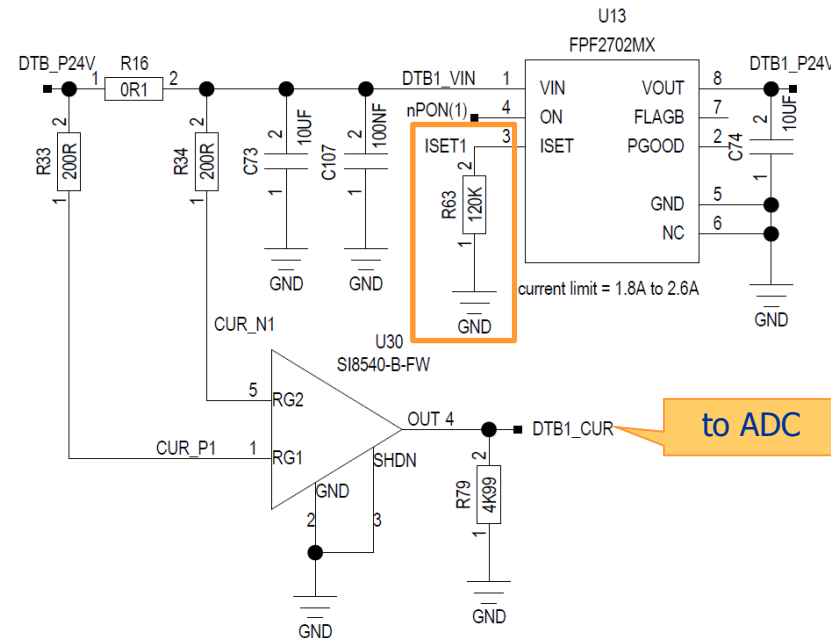 U13
FPF2702MX
DTB_P24V
R16
1
2
0R1
DTB1_VIN
1
VIN
VOUT
8
DTB1_P24V
nPON(1)
4
ON
FLAGB
7
ISET1
3
ISET
PGOOD
2
R33
200R
2
1
R34
200R
2
1
C73
10UF
2
1
C107
100NF
2
1
R63
120K
2
1
C74
10UF
2
1
GND
5
NC
6
GND
GND
GND
GND
current limit = 1.8A to 2.6A
CUR_N1
U30
SI8540-B-FW
5
RG2
OUT 4
DTB1_CUR
to ADC
CUR_P1
1
RG1
SHDN
GND
2
3
R79
4K99
2
1
GND
GND